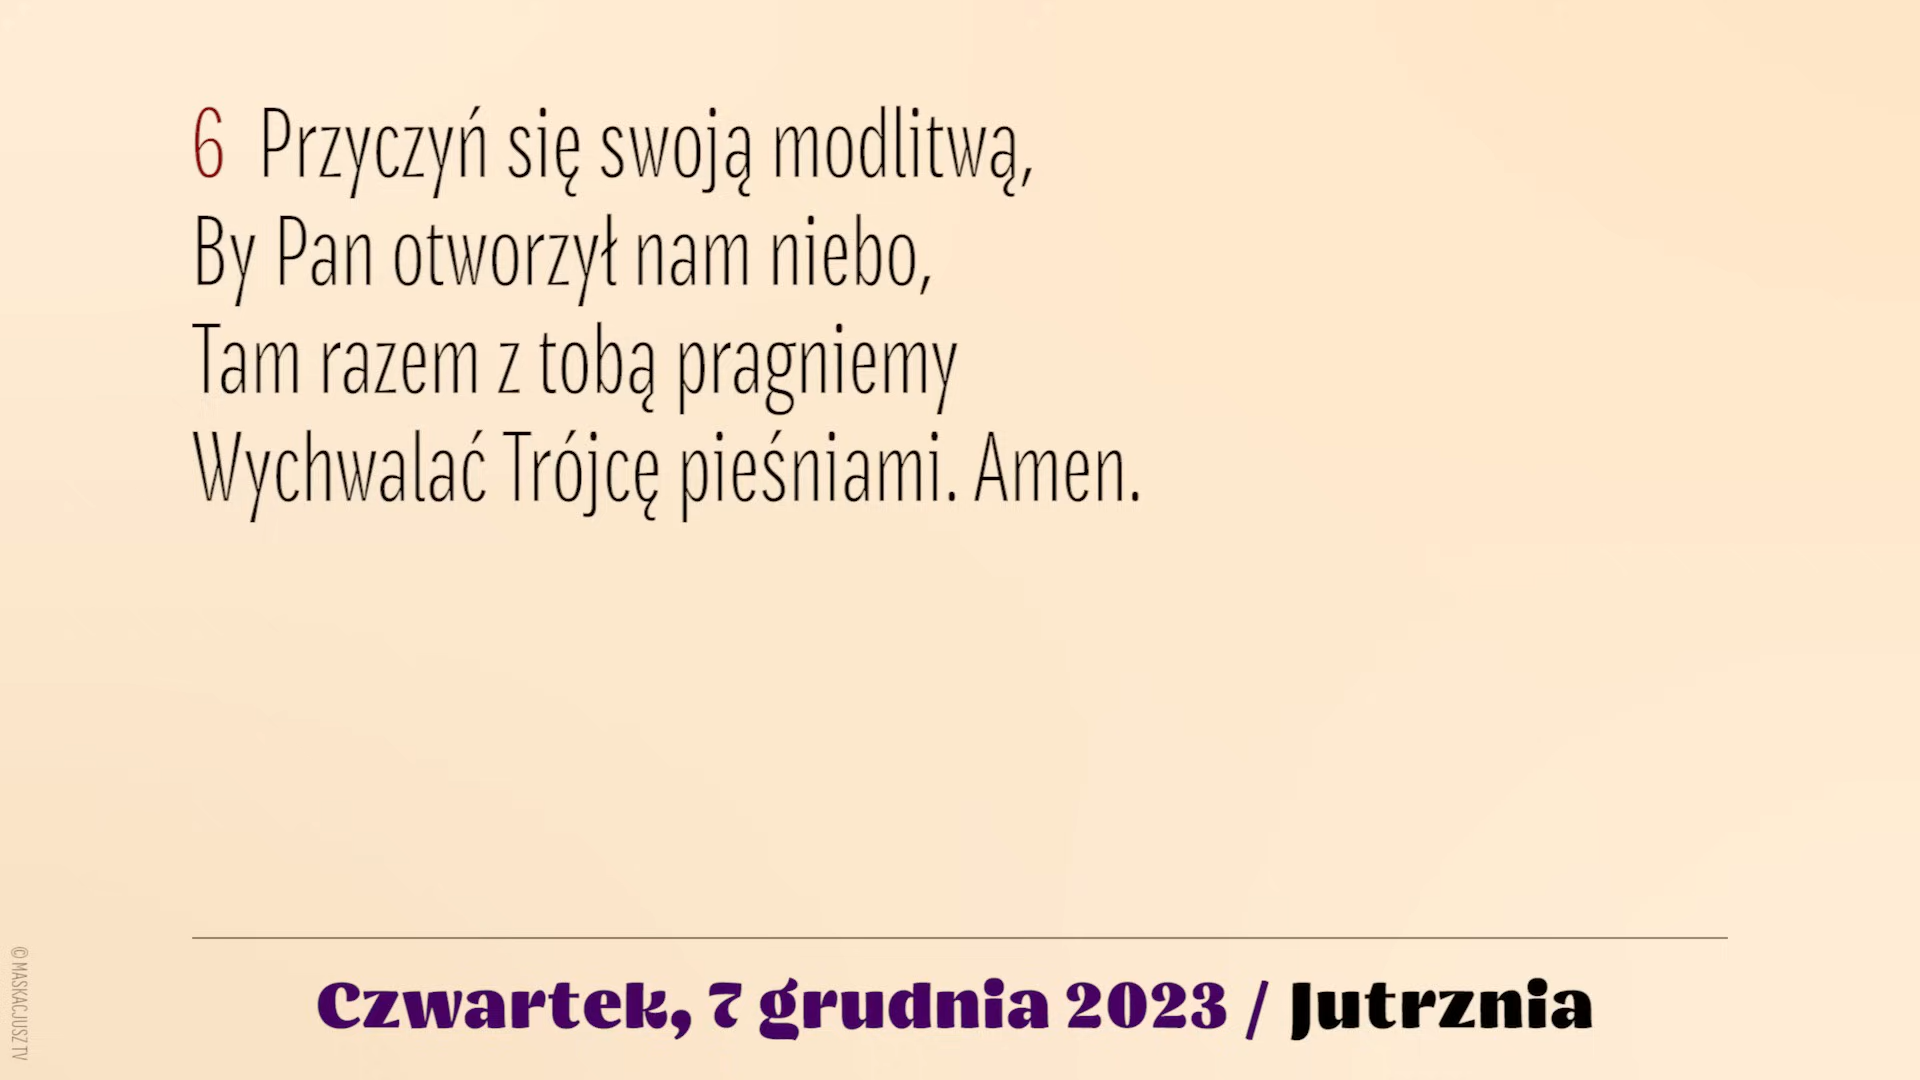 6 Przyczyń się swoją modlitwą,
By Pan otworzył nam niebo,
Tam razem z tobą pragniemy
Wychwalać Trójcę pieśniami. Amen.
Czwartek, 7 grudnia 2023 / Jutrznia
© MASKACJUSZ TV